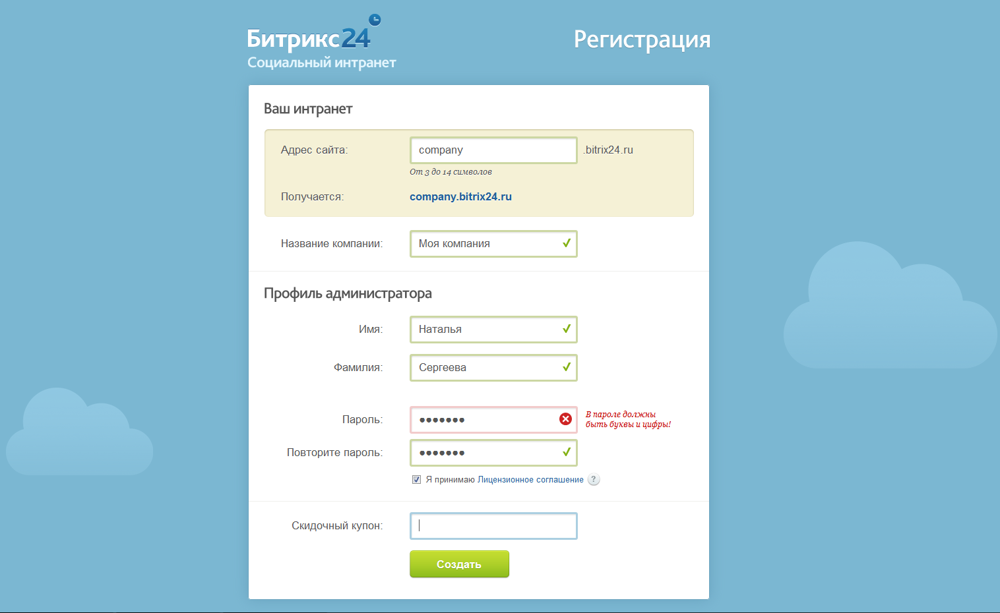 Битрикс24
Социальный интранет
Регистрация
Ваш интранет
Адрес сайта: company .bitrix24.ru
От 3 до 14 символов
Получается: company.bitrix24.ru
Название компании: Моя компания
Профиль администратора
Имя: Наталья
Фамилия: Сергеева
Пароль: ●●●●●●● В пароле должны
быть буквы и цифры!
Повторите пароль: ●●●●●●●
Я принимаю Лицензионное соглашение ?
Скидочный купон:
Создать